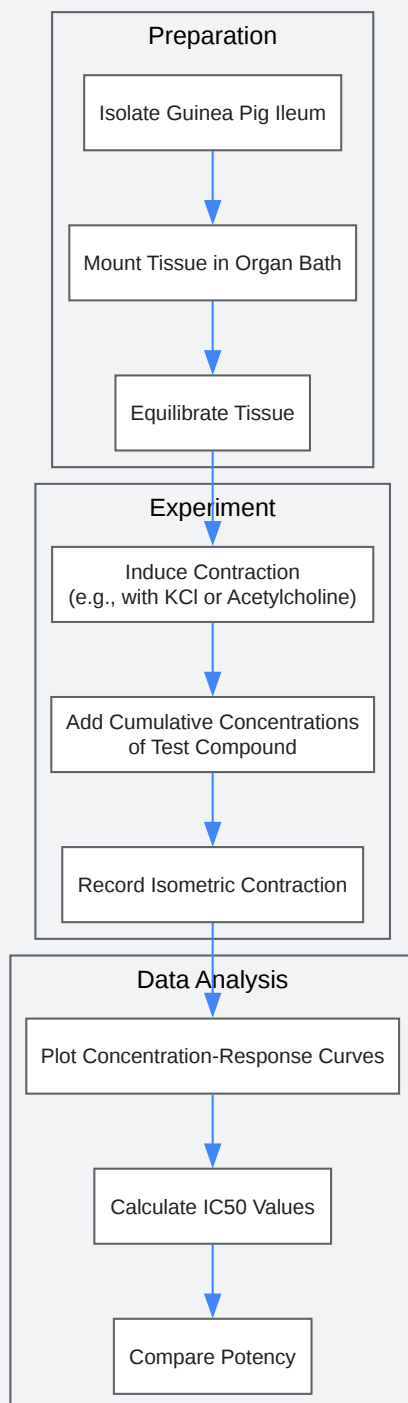 Preparation
Isolate Guinea Pig Ileum
Mount Tissue in Organ Bath
Equilibrate Tissue
Experiment
Induce Contraction
(e.g., with KCl or Acetylcholine)
Add Cumulative Concentrations
of Test Compound
Record Isometric Contraction
Data Analysis
Plot Concentration-Response Curves
Calculate IC50 Values
Compare Potency